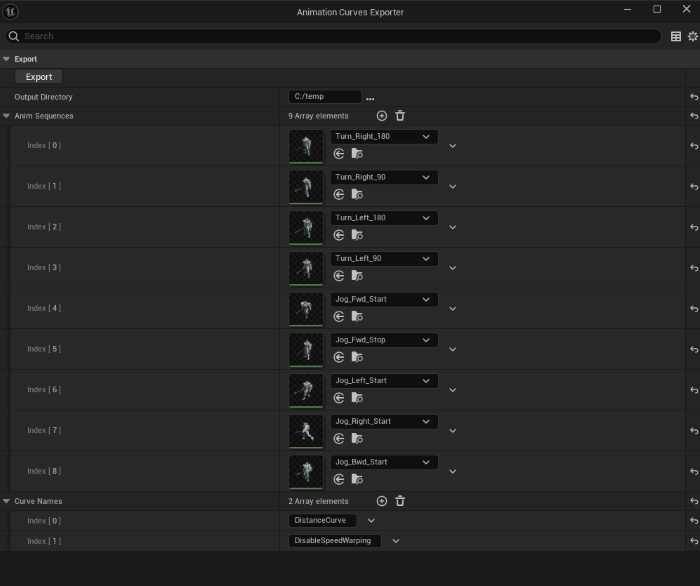 Animation Curves Exporter
Search
Export
Export
Output Directory C:/temp ...
Anim Sequences 9 Array elements
Index [ 0 ] Turn_Right_180
Index [ 1 ] Turn_Right_90
Index [ 2 ] Turn_Left_180
Index [ 3 ] Turn_Left_90
Index [ 4 ] Jog_Fwd_Start
Index [ 5 ] Jog_Fwd_Stop
Index [ 6 ] Jog_Left_Start
Index [ 7 ] Jog_Right_Start
Index [ 8 ] Jog_Bwd_Start
Curve Names 2 Array elements
Index [ 0 ] DistanceCurve
Index [ 1 ] DisableSpeedWarping